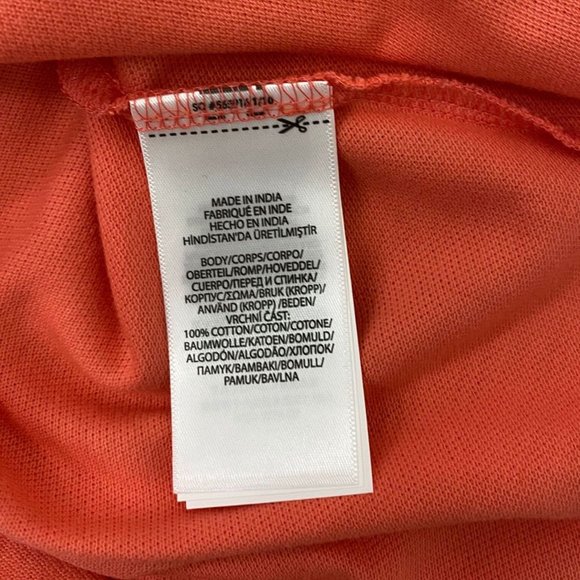 MADE IN INDIA
FABRIQUÉ EN INDE
HECHO EN INDIA
HİNDİSTAN'DA ÜRETİLMİŞTİR
BODY/CORPS/CORPO/
OBERTEIL/ROMP/HOVEDDEL/
CUERPO/ПЕРЕД И СПИНКА/
КОРПУС/ΣΩΜΑ/BRUK (KROPP)/
ANVÄND (KROPP) /BEDEN/
VRCHNÍ ČÁST:
100% COTTON/COTON/COTONE/
BAUMWOLLE/KATOEN/BOMULD/
ALGODÓN/ALGODÃO/ХЛОПОК/
ПАМУК/ΒΑΜΒΑΚΙ/BOMULL/
PAMUK/BAVLNA